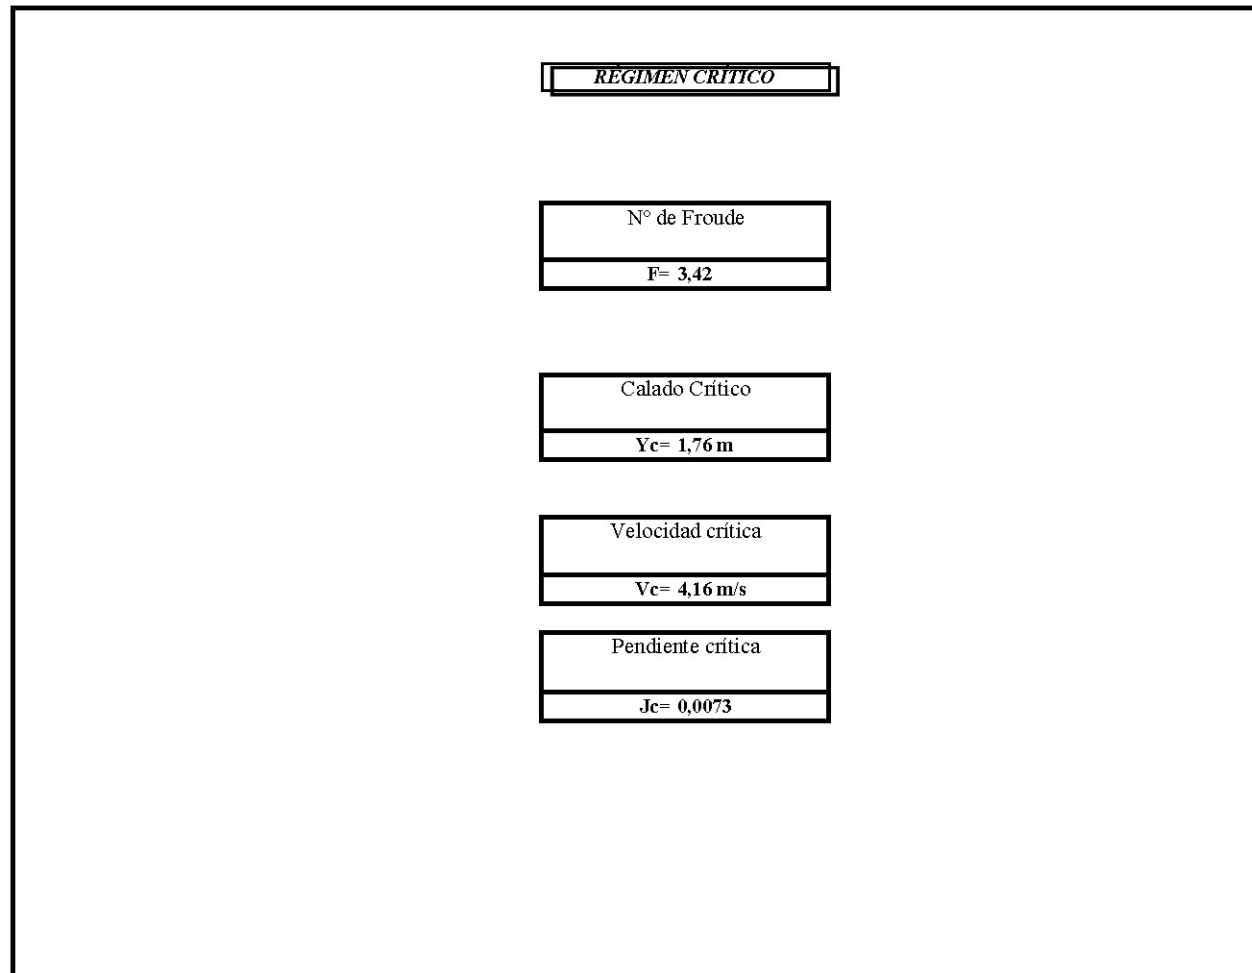 RÉGIMEN CRÍTICO
N° de Froude
F= 3,42
Calado Crítico
Yc= 1,76 m
Velocidad crítica
Vc= 4,16 m/s
Pendiente crítica
Jc= 0,0073